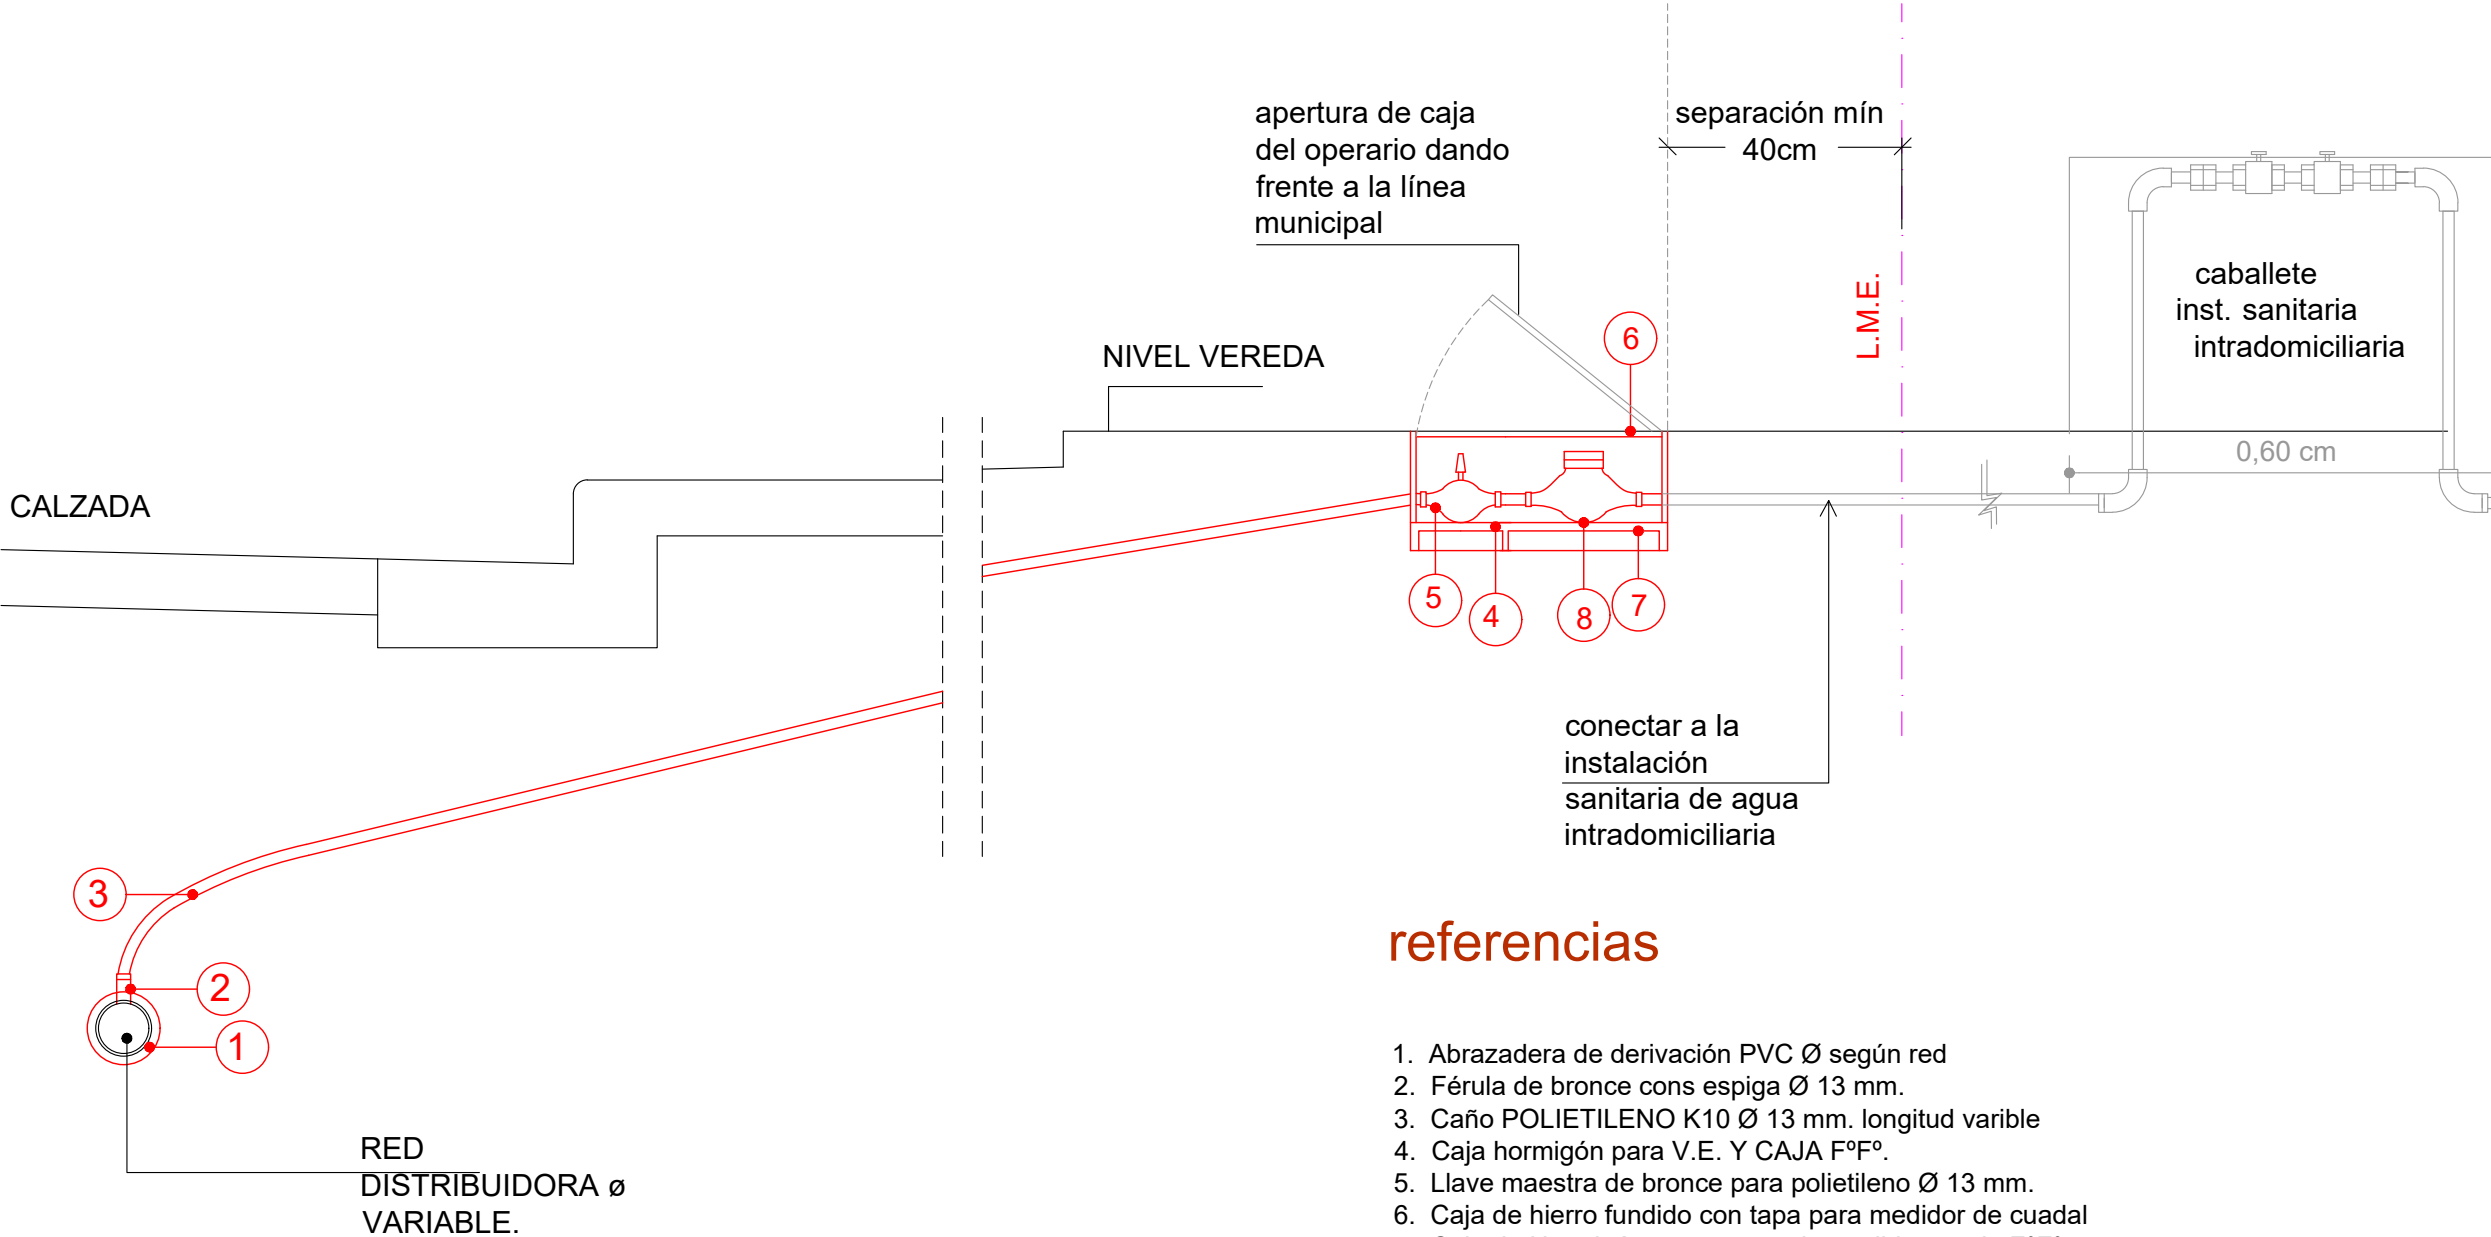 apertura de caja
del operario dando
frente a la línea
municipal
separación mín
40cm
L.M.E.
caballete
inst. sanitaria
intradomiciliaria
0,60 cm
NIVEL VEREDA
CALZADA
6
5
4
8
7
conectar a la
instalación
sanitaria de agua
intradomiciliaria
3
2
1
RED
DISTRIBUIDORA ø
VARIABLE.
referencias
1. Abrazadera de derivación PVC Ø según red
2. Férula de bronce cons espiga Ø 13 mm.
3. Caño POLIETILENO K10 Ø 13 mm. longitud varible
4. Caja hormigón para V.E. Y CAJA FºFº.
5. Llave maestra de bronce para polietileno Ø 13 mm.
6. Caja de hierro fundido con tapa para medidor de cuadal